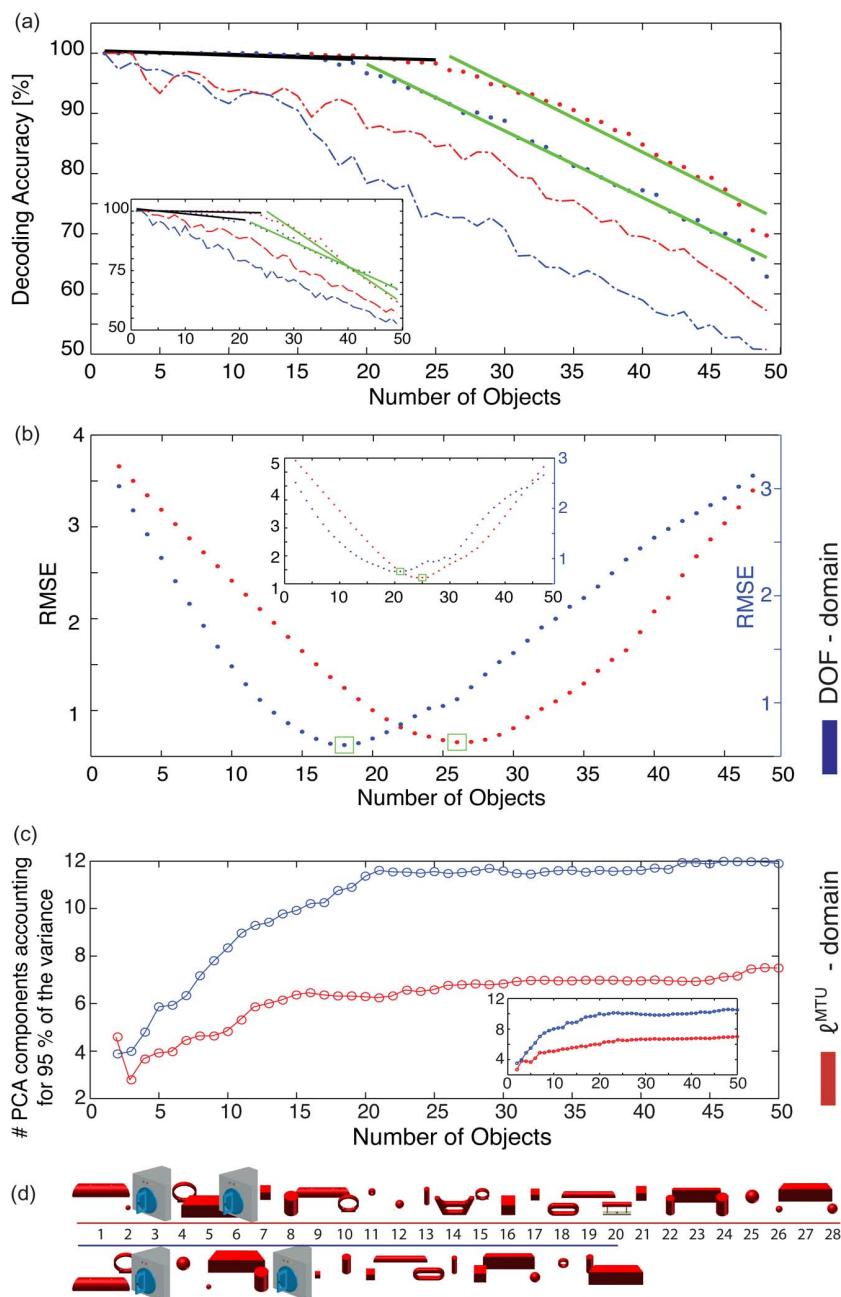 (a)
100
90
80
70
60
50
Decoding Accuracy [%]
100
75
50
0 10 20 30 40 50
0 5 10 15 20 25 30 35 40 45 50
Number of Objects
(b)
4
3
2
1
RMSE
5
4
3
2
1
3
2
1
0 10 20 30 40 50
3
2
1
RMSE
0 5 10 15 20 25 30 35 40 45 50
Number of Objects
DOF - domain
(c)
12
10
8
6
4
2
# PCA components accounting
for 95 % of the variance
10
8
6
4
0 10 20 30 40 50
0 5 10 15 20 25 30 35 40 45 50
Number of Objects
ℓMTU - domain
(d)
1 2 3 4 5 6 7 8 9 10 11 12 13 14 15 16 17 18 19 20 21 22 23 24 25 26 27 28